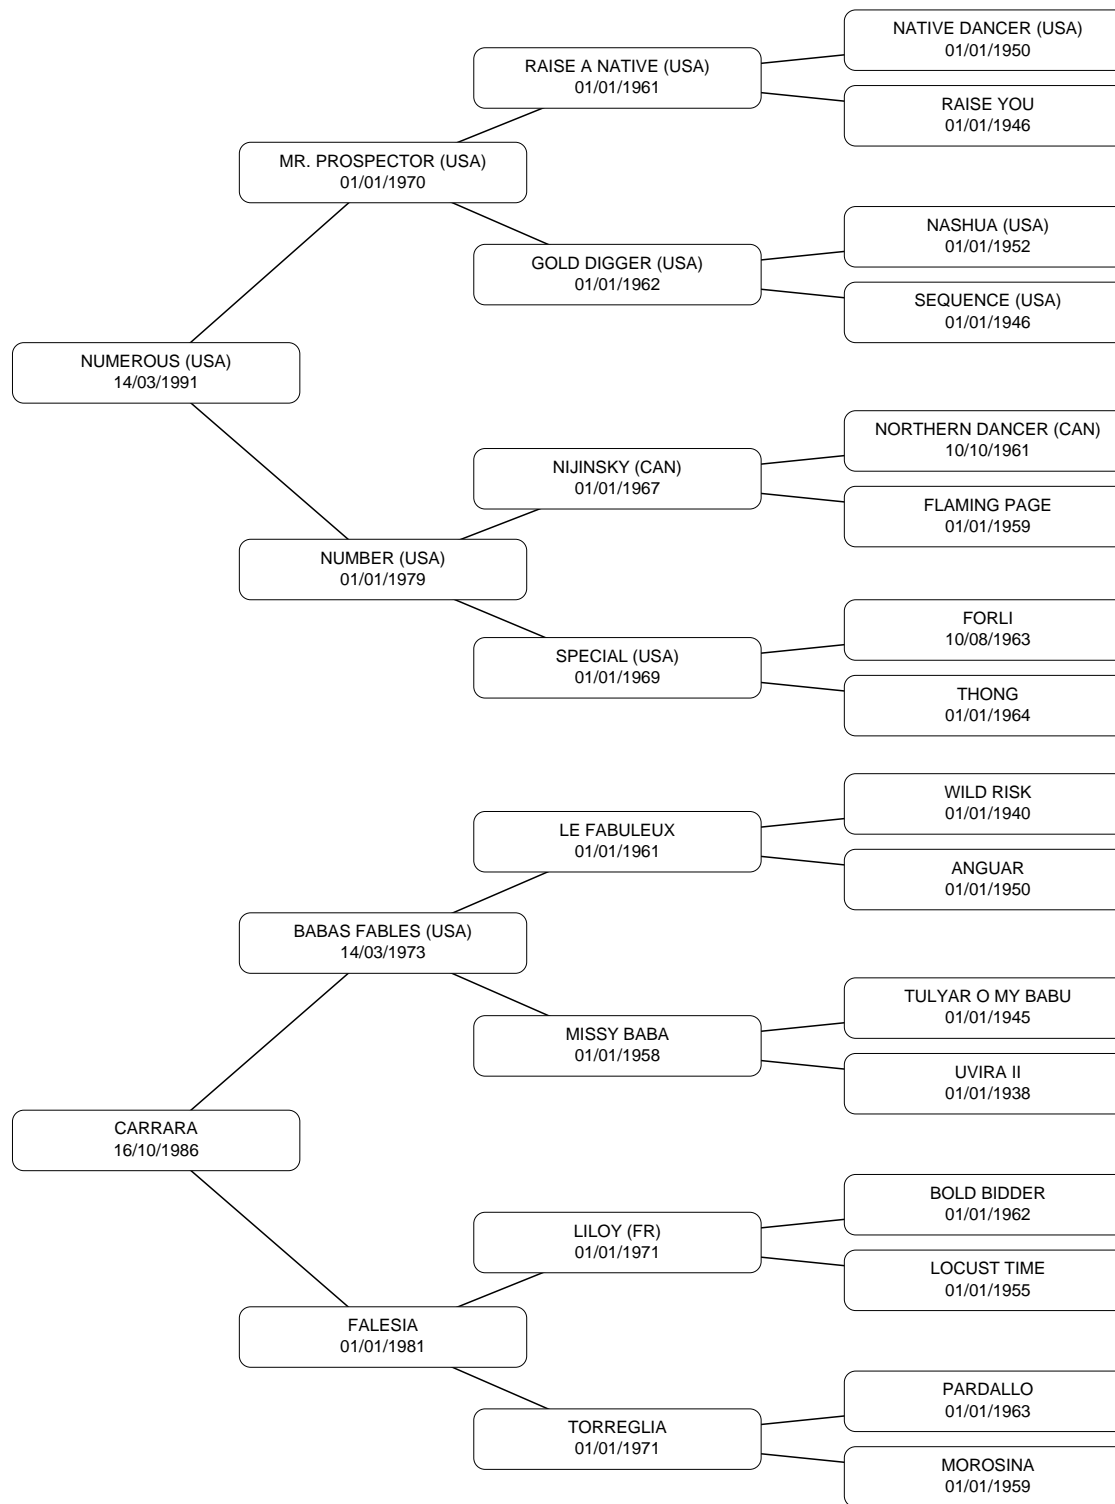 NATIVE DANCER (USA)
01/01/1950
RAISE A NATIVE (USA)
01/01/1961
RAISE YOU
01/01/1946
MR. PROSPECTOR (USA)
01/01/1970
NASHUA (USA)
01/01/1952
GOLD DIGGER (USA)
01/01/1962
SEQUENCE (USA)
01/01/1946
NUMEROUS (USA)
14/03/1991
NORTHERN DANCER (CAN)
10/10/1961
NIJINSKY (CAN)
01/01/1967
FLAMING PAGE
01/01/1959
NUMBER (USA)
01/01/1979
FORLI
10/08/1963
SPECIAL (USA)
01/01/1969
THONG
01/01/1964
WILD RISK
01/01/1940
LE FABULEUX
01/01/1961
ANGUAR
01/01/1950
BABAS FABLES (USA)
14/03/1973
TULYAR O MY BABU
01/01/1945
MISSY BABA
01/01/1958
UVIRA II
01/01/1938
CARRARA
16/10/1986
BOLD BIDDER
01/01/1962
LILOY (FR)
01/01/1971
LOCUST TIME
01/01/1955
FALESIA
01/01/1981
PARDALLO
01/01/1963
TORREGLIA
01/01/1971
MOROSINA
01/01/1959